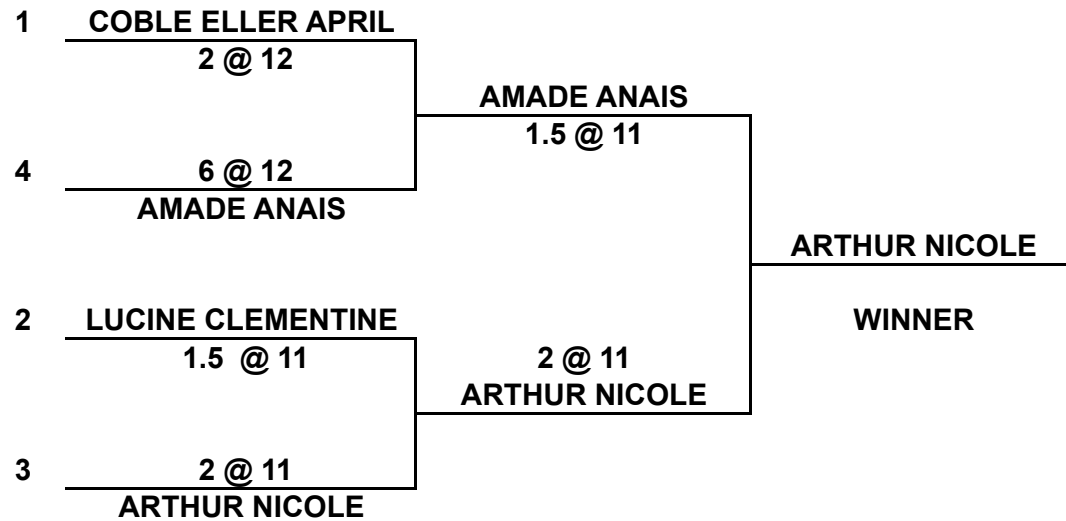 1 COBLE ELLER APRIL
2 @ 12
AMADE ANAIS
1.5 @ 11
4 6 @ 12
AMADE ANAIS
ARTHUR NICOLE
2 LUCINE CLEMENTINE
WINNER
1.5 @ 11
2 @ 11
ARTHUR NICOLE
3 2 @ 11
ARTHUR NICOLE